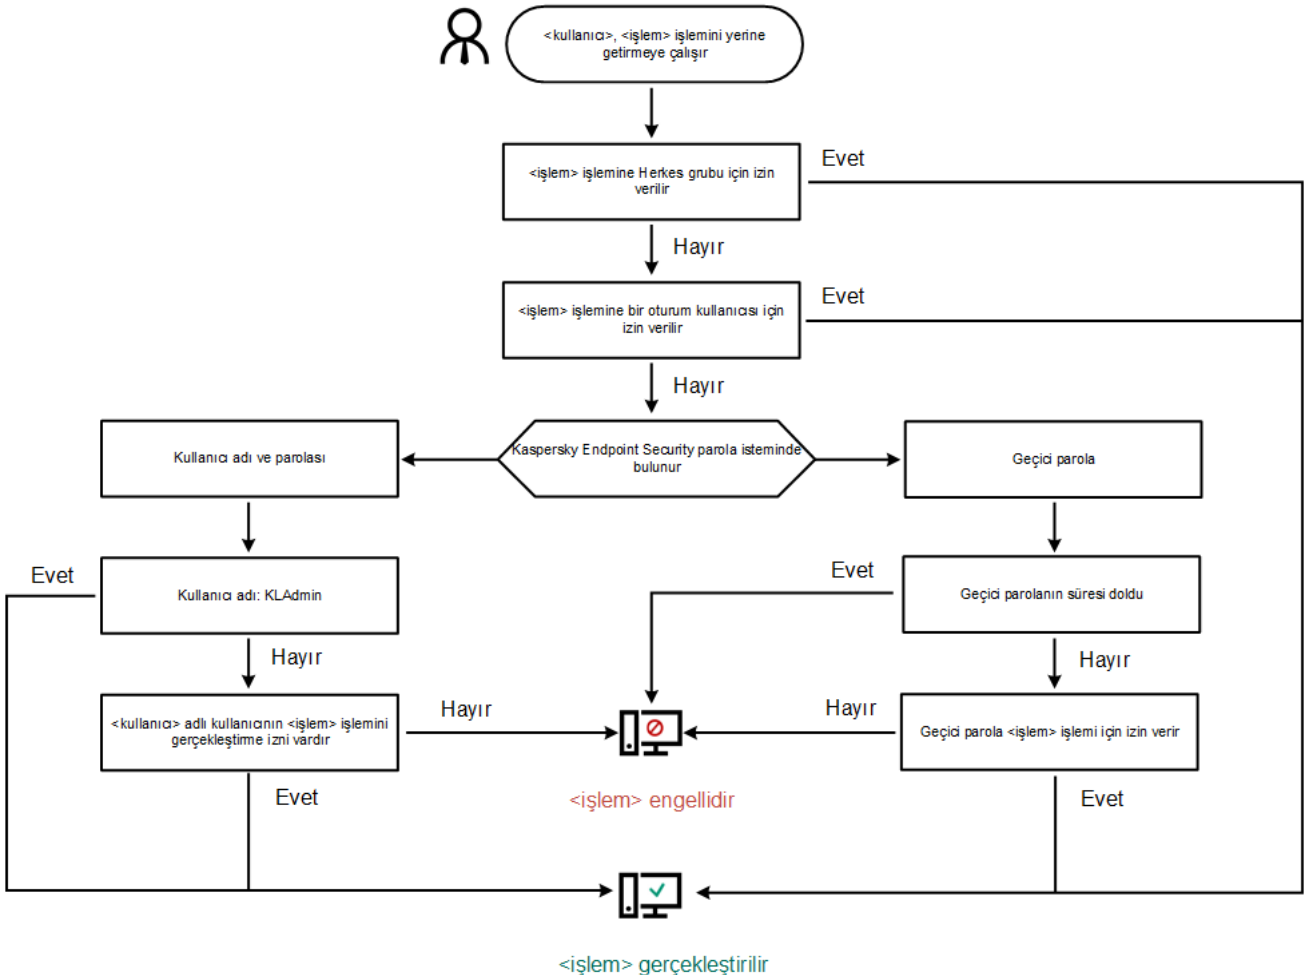 <kullanıcı>, <işlem> işlemini yerine
getirmeye çalışır
Evet
<işlem> işlemine Herkes grubu için izin
verilir
Hayır
Evet
<işlem> işlemine bir oturum kullanıcısı için
izin verilir
Hayır
Kullanıcı adı ve parolası
Kaspersky Endpoint Security parola isteminde
bulunur
Geçici parola
Evet
Kullanıcı adı: KLAdmin
Evet
Geçici parolanın süresi doldu
Hayır
Hayır
<kullanıcı> adlı kullanıcının <işlem> işlemini
gerçekleştirme izni vardır
Hayır
Hayır
Geçici parola <işlem> işlemi için izin verir
<işlem> engellidir
Evet
Evet
<işlem> gerçekleştirilir